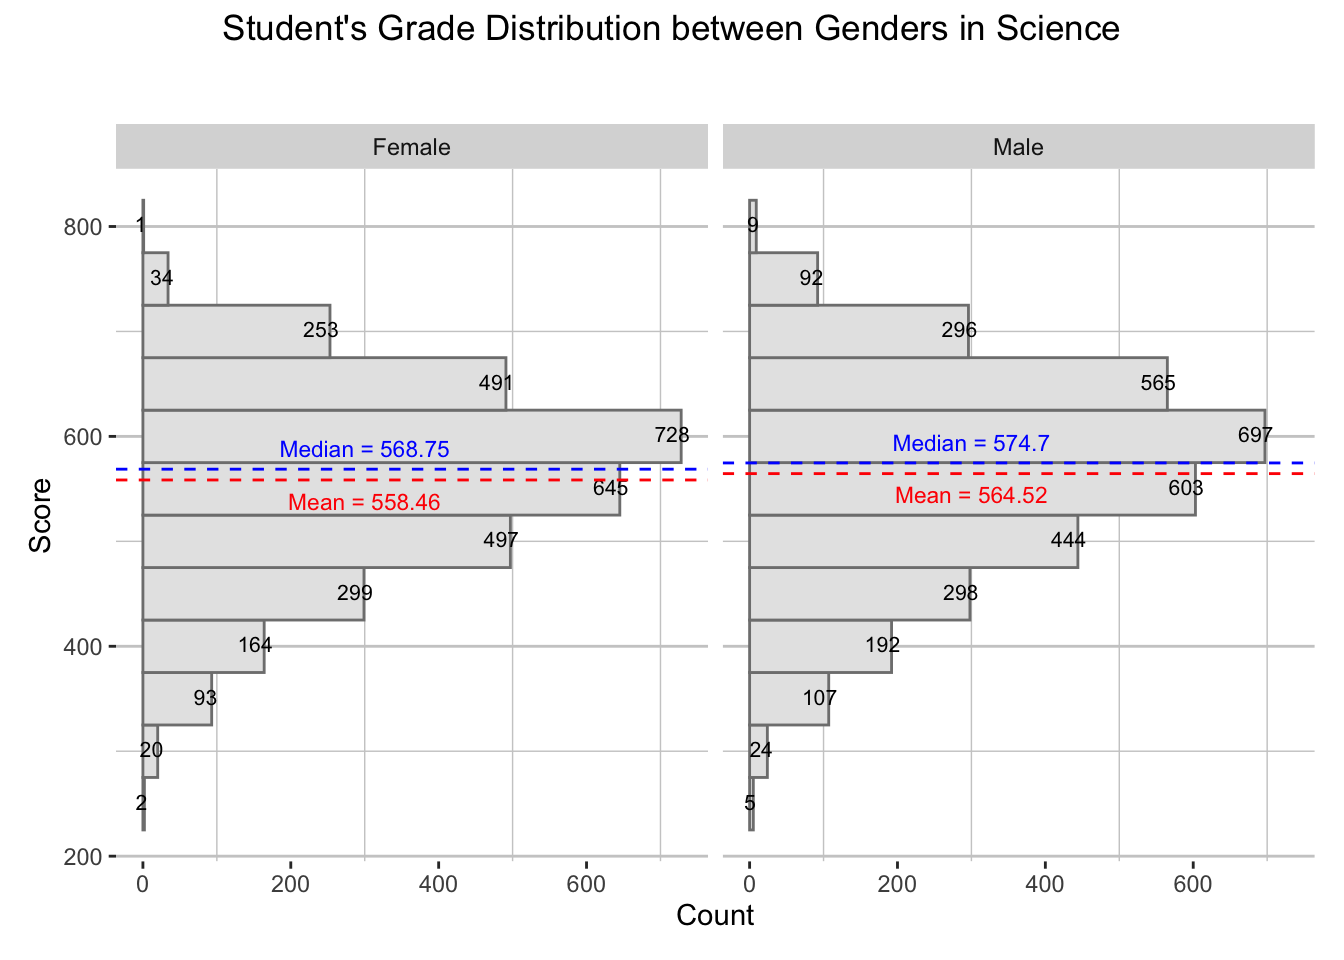 Student's Grade Distribution between Genders in Science
Female
Male
800
600
400
200
Score
1
34
253
491
728
Median = 568.75
645
Mean = 558.46
497
299
164
93
20
2
9
92
296
565
697
Median = 574.7
603
Mean = 564.52
444
298
192
107
24
5
0 200 400 600
0 200 400 600
Count